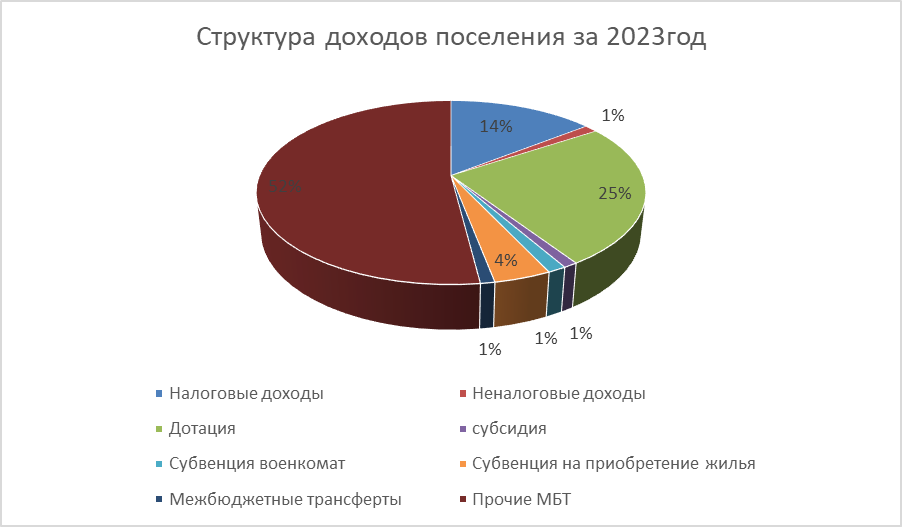 Структура доходов поселения за 2023год
14%
1%
25%
4%
1%
1%
1%
Налоговые доходы
Неналоговые доходы
Дотация
субсидия
Субвенция военкомат
Субвенция на приобретение жилья
Межбюджетные трансферты
Прочие МБТ